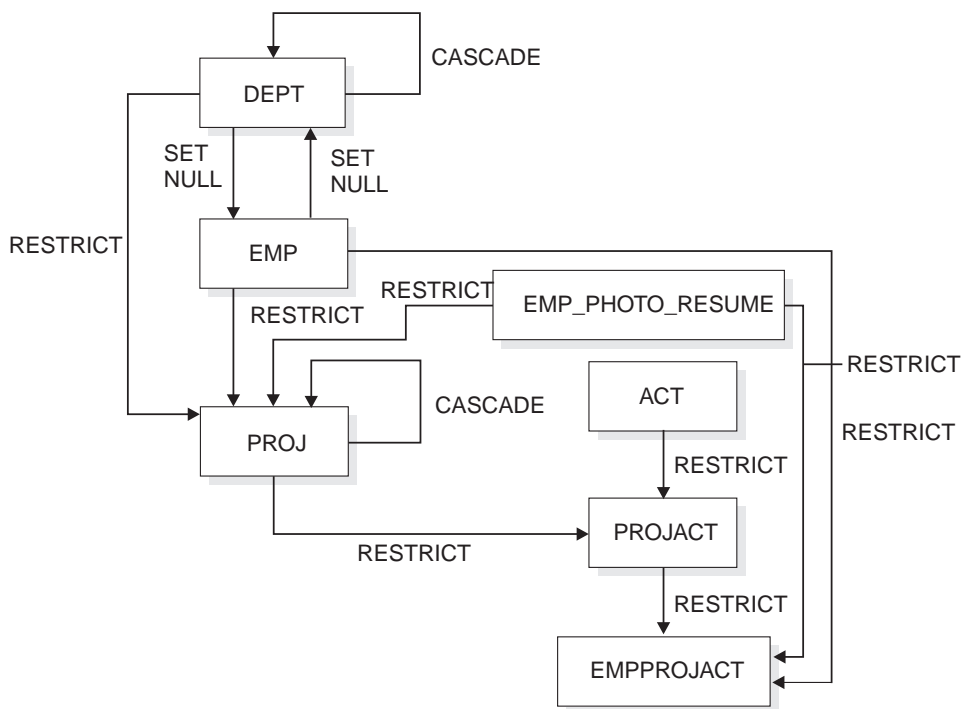 CASCADE
DEPT
SET
NULL
SET
NULL
RESTRICT
EMP
RESTRICT
RESTRICT
EMP_PHOTO_RESUME
RESTRICT
CASCADE
ACT
RESTRICT
PROJ
RESTRICT
PROJACT
RESTRICT
RESTRICT
EMPPROJACT